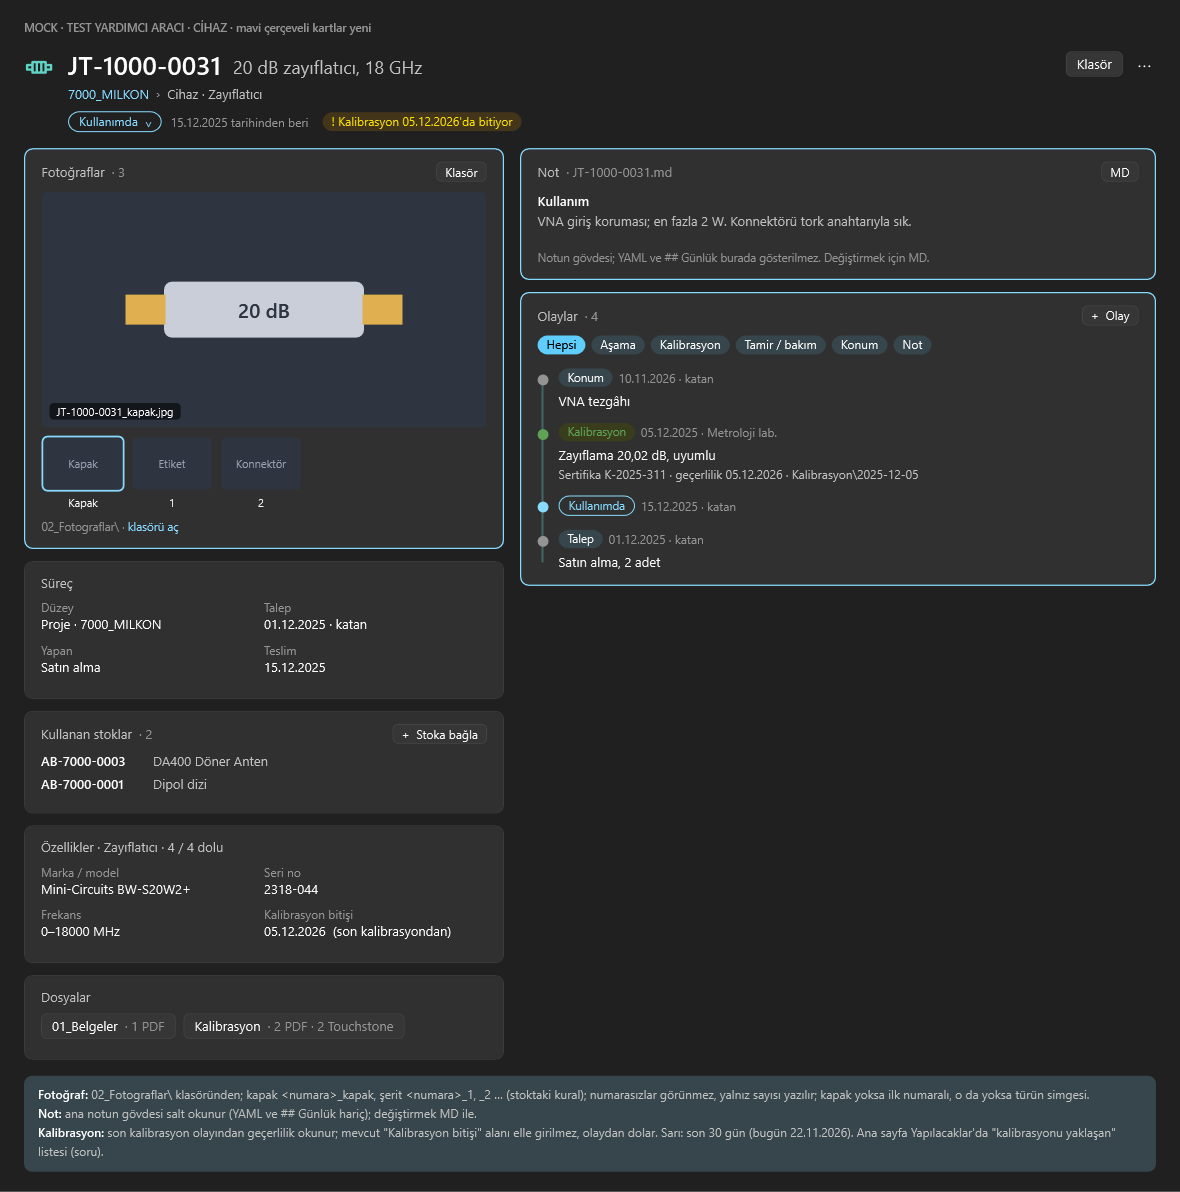 MOCK · TEST YARDIMCI ARACI · CİHAZ · mavi çerçeveli kartlar yeni
JT-1000-0031 20 dB zayıflatıcı, 18 GHz
Klasör ...
7000_MILKON › Cihaz · Zayıflatıcı
Kullanımda v 15.12.2025 tarihinden beri ! Kalibrasyon 05.12.2026'da bitiyor
Fotoğraflar · 3 Klasör
20 dB
JT-1000-0031_kapak.jpg
Kapak Etiket Konnektör
Kapak 1 2
02_Fotograflar\ · klasörü aç
Süreç
Düzey Talep
Proje · 7000_MILKON 01.12.2025 · katan
Yapan Teslim
Satın alma 15.12.2025
Kullanan stoklar · 2 + Stoka bağla
AB-7000-0003 DA400 Döner Anten
AB-7000-0001 Dipol dizi
Özellikler · Zayıflatıcı · 4 / 4 dolu
Marka / model Seri no
Mini-Circuits BW-S20W2+ 2318-044
Frekans Kalibrasyon bitişi
0–18000 MHz 05.12.2026 (son kalibrasyondan)
Dosyalar
01_Belgeler · 1 PDF Kalibrasyon · 2 PDF · 2 Touchstone
Not · JT-1000-0031.md MD
Kullanım
VNA giriş koruması; en fazla 2 W. Konnektörü tork anahtarıyla sık.
Notun gövdesi; YAML ve ## Günlük burada gösterilmez. Değiştirmek için MD.
Olaylar · 4 + Olay
Hepsi Aşama Kalibrasyon Tamir / bakım Konum Not
Konum 10.11.2026 · katan
VNA tezgâhı
Kalibrasyon 05.12.2025 · Metroloji lab.
Zayıflama 20,02 dB, uyumlu
Sertifika K-2025-311 · geçerlilik 05.12.2026 · Kalibrasyon\2025-12-05
Kullanımda 15.12.2025 · katan
Talep 01.12.2025 · katan
Satın alma, 2 adet
Fotoğraf: 02_Fotograflar\ klasöründen; kapak <numara>_kapak, şerit <numara>_1, _2 ... (stoktaki kural); numarasızlar görünmez, yalnız sayısı yazılır; kapak yoksa ilk numaralı, o da yoksa türün simgesi.
Not: ana notun gövdesi salt okunur (YAML ve ## Günlük hariç); değiştirmek MD ile.
Kalibrasyon: son kalibrasyon olayından geçerlilik okunur; mevcut "Kalibrasyon bitişi" alanı elle girilmez, olaydan dolar. Sarı: son 30 gün (bugün 22.11.2026). Ana sayfa Yapılacaklar'da "kalibrasyonu yaklaşan"
listesi (soru).